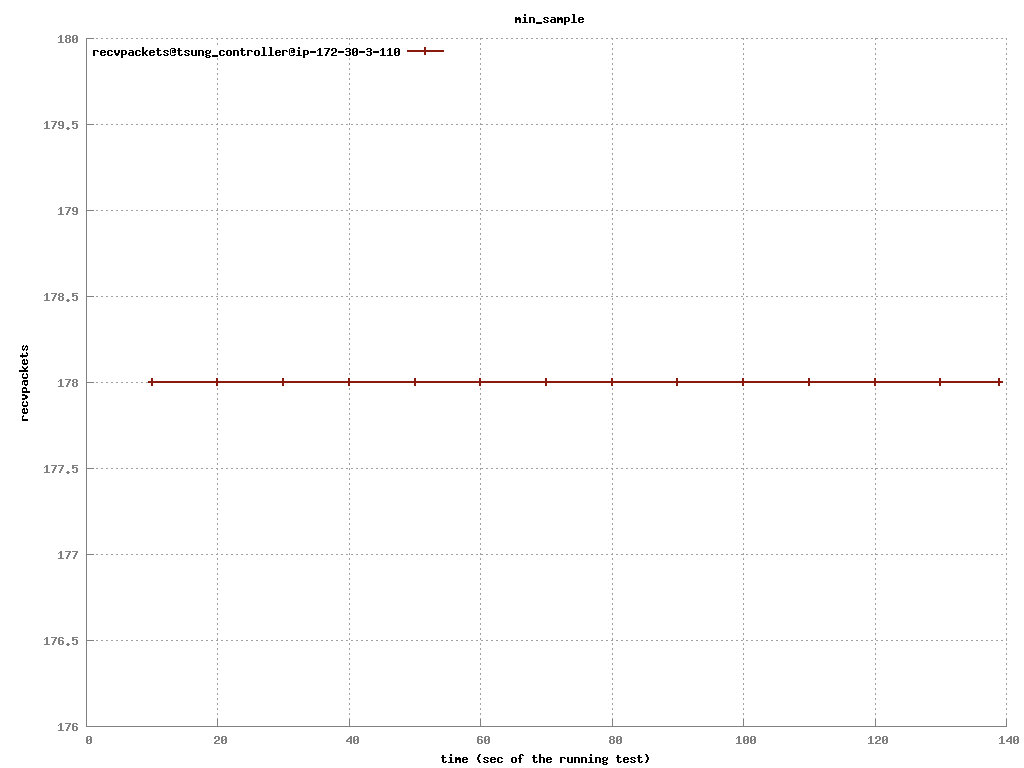 min_sample
180
recvpackets@tsung_controller@ip-172-30-3-110
179.5
179
178.5
recvpackets
178
177.5
177
176.5
176
0 20 40 60 80 100 120 140
time (sec of the running test)